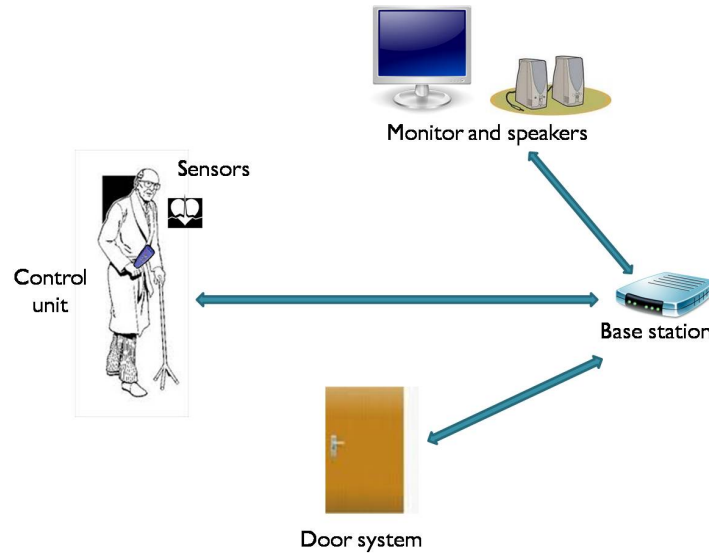 Monitor and speakers
Sensors
Control
unit
Base station
Door system